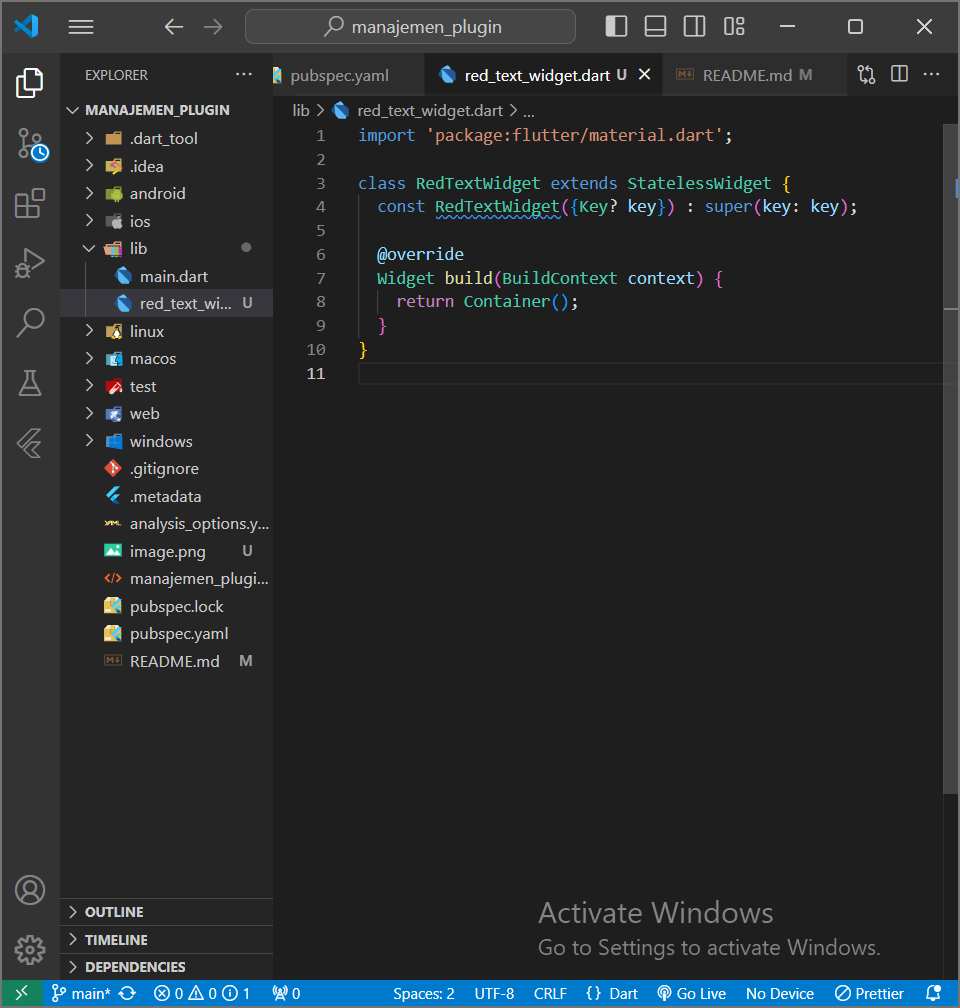 manajemen_plugin
EXPLORER
pubspec.yaml
red_text_widget.dart U
README.md M
MANAJEMEN_PLUGIN
.dart_tool
.idea
android
ios
lib
main.dart
red_text_wi... U
linux
macos
test
web
windows
.gitignore
.metadata
analysis_options.y...
image.png U
manajemen_plugi...
pubspec.lock
pubspec.yaml
README.md M
OUTLINE
TIMELINE
DEPENDENCIES
lib > red_text_widget.dart > ...
1 import 'package:flutter/material.dart';
2
3 class RedTextWidget extends StatelessWidget {
4 const RedTextWidget({Key? key}) : super(key: key);
5
6 @override
7 Widget build(BuildContext context) {
8 return Container();
9 }
10 }
11
Activate Windows
Go to Settings to activate Windows.
main* 0 0 1 0 Spaces: 2 UTF-8 CRLF {} Dart Go Live No Device Prettier